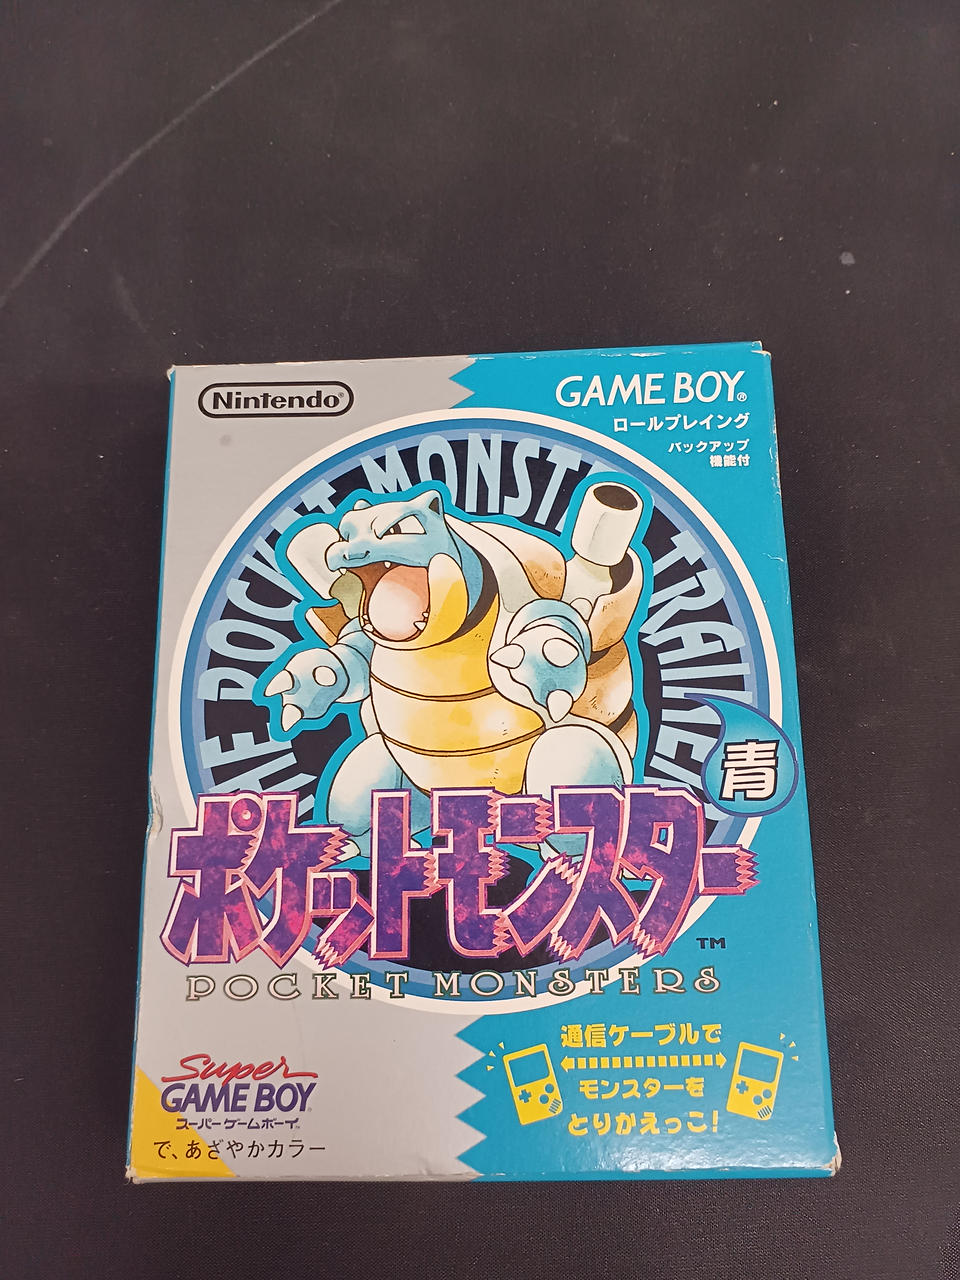 Nintendo®
GAME BOY®
ロールプレイング
バックアップ
機能付
THE POCKET MONSTER TRAINER
青
ポケットモンスター
TM
POCKET MONSTERS
通信ケーブルで
モンスターを
とりかえっこ!
Super
GAME BOY
スーパーゲームボーイ
で、あざやかカラー